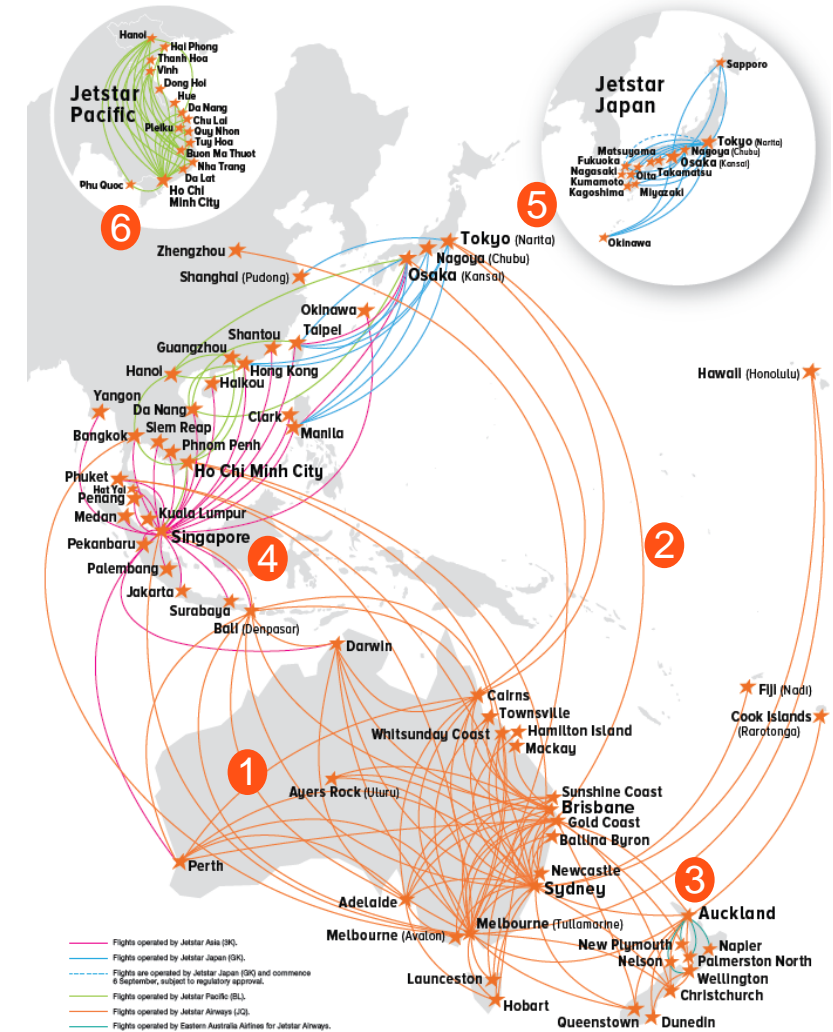 Hanoi
Hai Phong
Thanh Hoa
Vinh
Dong Hoi
Hue
Jetstar
Pacific
Da Nang
Chu Lai
Pleiku
Quy Nhon
Tuy Hoa
Buon Ma Thuot
Nha Trang
Da Lat
Phu Quoc
Ho Chi
Minh City
6
Sapporo
Jetstar
Japan
Tokyo (Narita)
Matsuyama
Nagoya (Chubu)
Fukuoka
Osaka (Kansai)
Nagasaki
Oita
Takamatsu
Kumamoto
Kagoshima
Miyazaki
Okinawa
5
Tokyo (Narita)
Zhengzhou
Nagoya (Chubu)
Shanghai (Pudong)
Osaka (Kansai)
Okinawa
Shantou
Taipei
Guangzhou
Hanoi
Hong Kong
Haikou
Hawaii (Honolulu)
Yangon
Da Nang
Clark
Siem Reap
Bangkok
Manila
Phnom Penh
Ho Chi Minh City
Phuket
Hat Yai
Penang
Medan
Kuala Lumpur
Singapore
2
Pekanbaru
4
Palembang
Jakarta
Surabaya
Bali (Denpasar)
Darwin
Cairns
Fiji (Nadi)
Townsville
Cook Islands
(Rarotonga)
Whitsunday Coast
Hamilton Island
Mackay
1
Ayers Rock (Uluru)
Sunshine Coast
Brisbane
Gold Coast
Ballina Byron
Perth
Newcastle
Sydney
3
Adelaide
Auckland
Melbourne (Tullamarine)
Melbourne (Avalon)
New Plymouth
Napier
Nelson
Palmerston North
Wellington
Launceston
Christchurch
Hobart
Queenstown
Dunedin
Flights operated by Jetstar Asia (3K).
Flights operated by Jetstar Japan (GK).
Flights are operated by Jetstar Japan (GK) and commence
6 September, subject to regulatory approval.
Flights operated by Jetstar Pacific (BL).
Flights operated by Jetstar Airways (JQ).
Flights operated by Eastern Australia Airlines for Jetstar Airways.